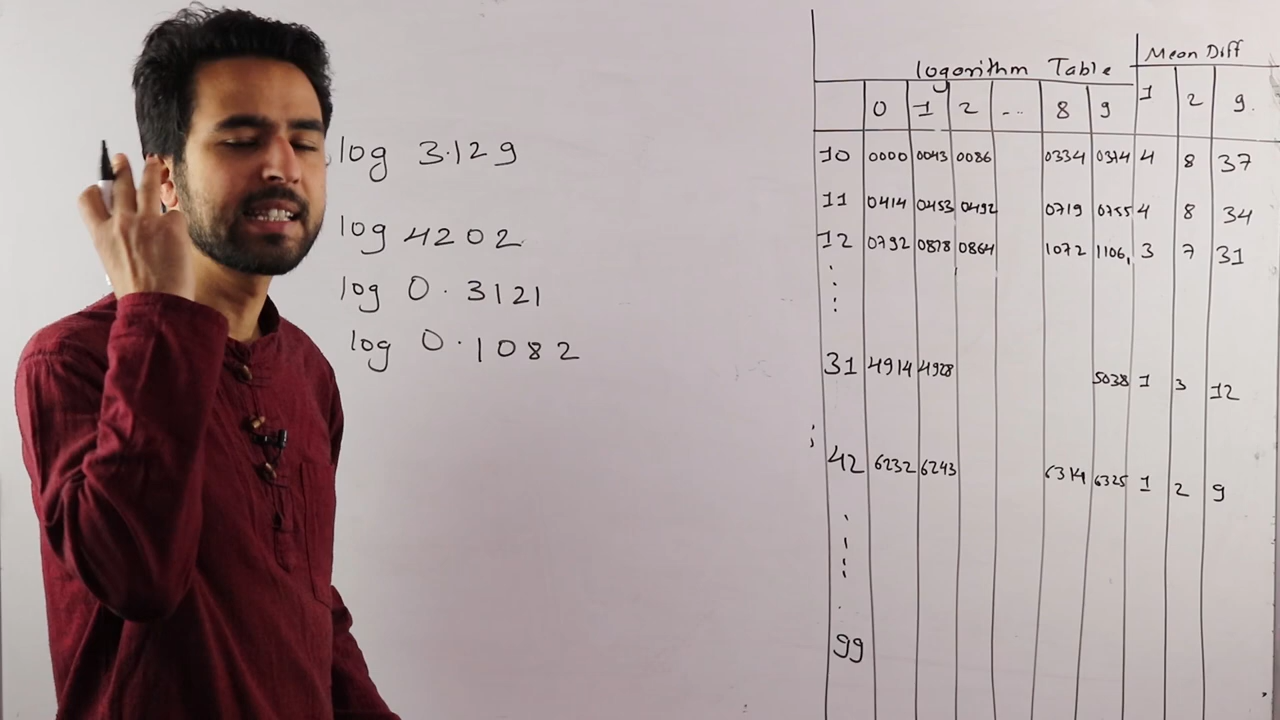 log 3.129
log 4202
log 0.3121
log 0.1082
Mean Diff
logorithm Table
0 1 2 ... 8 9 1 2 9
10 0000 0043 0086 0334 0374 4 8 37
11 0414 0453 0492 0719 0755 4 8 34
12 0792 0878 0864 1072 1106 3 7 31
31 4914 4928 5038 1 3 12
42 6232 6243 6314 6325 1 2 9
99